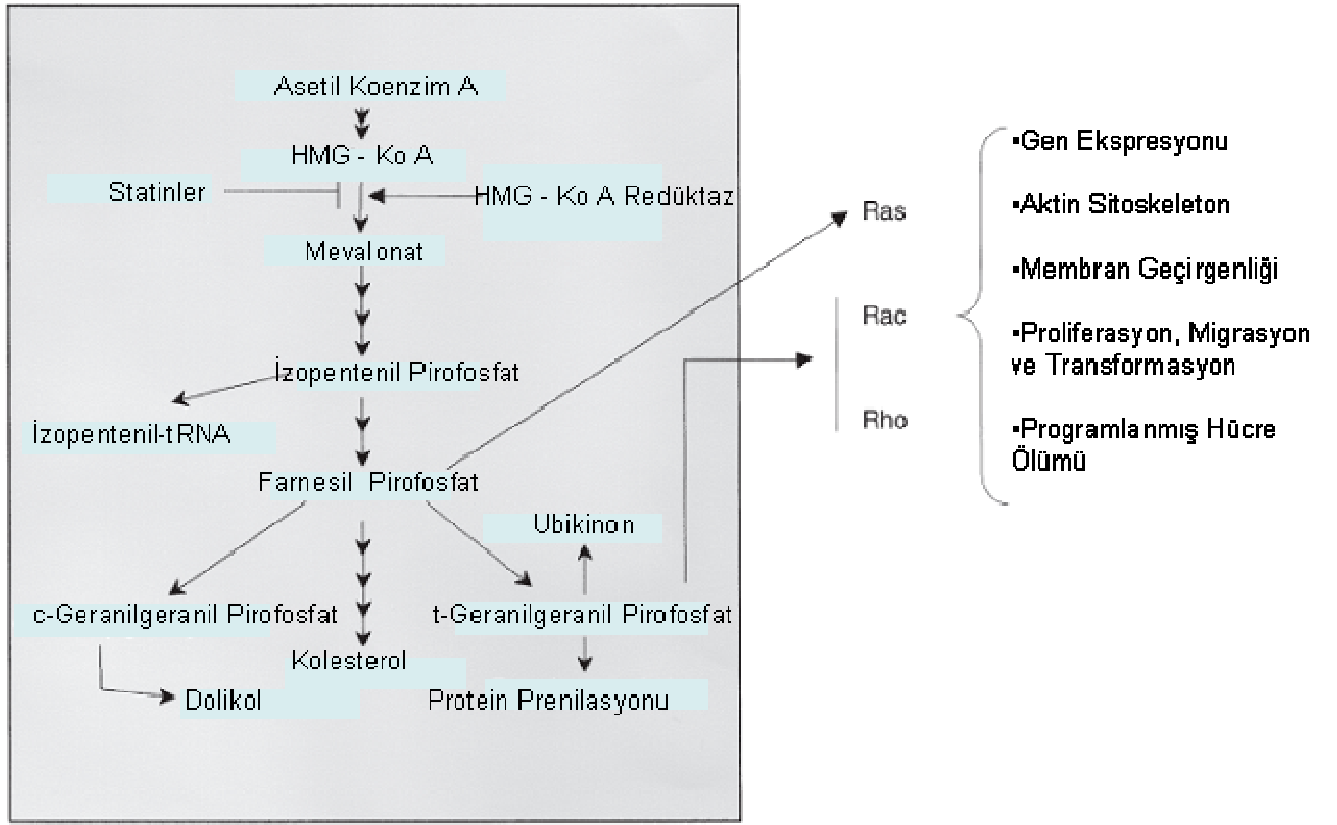 Asetil Koenzim A
HMG - Ko A
Statinler
HMG - Ko A Redüktaz
Mevalonat
İzopentenil Pirofosfat
İzopentenil-tRNA
Farnesil Pirofosfat
Ubikinon
c-Geranilgeranil Pirofosfat
t-Geranilgeranil Pirofosfat
Kolesterol
Dolikol
Protein Prenilasyonu
Ras
Rac
Rho
▪Gen Ekspresyonu
▪Aktin Sitoskeleton
▪Membran Geçirgenliği
▪Proliferasyon, Migrasyon
ve Transformasyon
▪Programlanmış Hücre
Ölümü